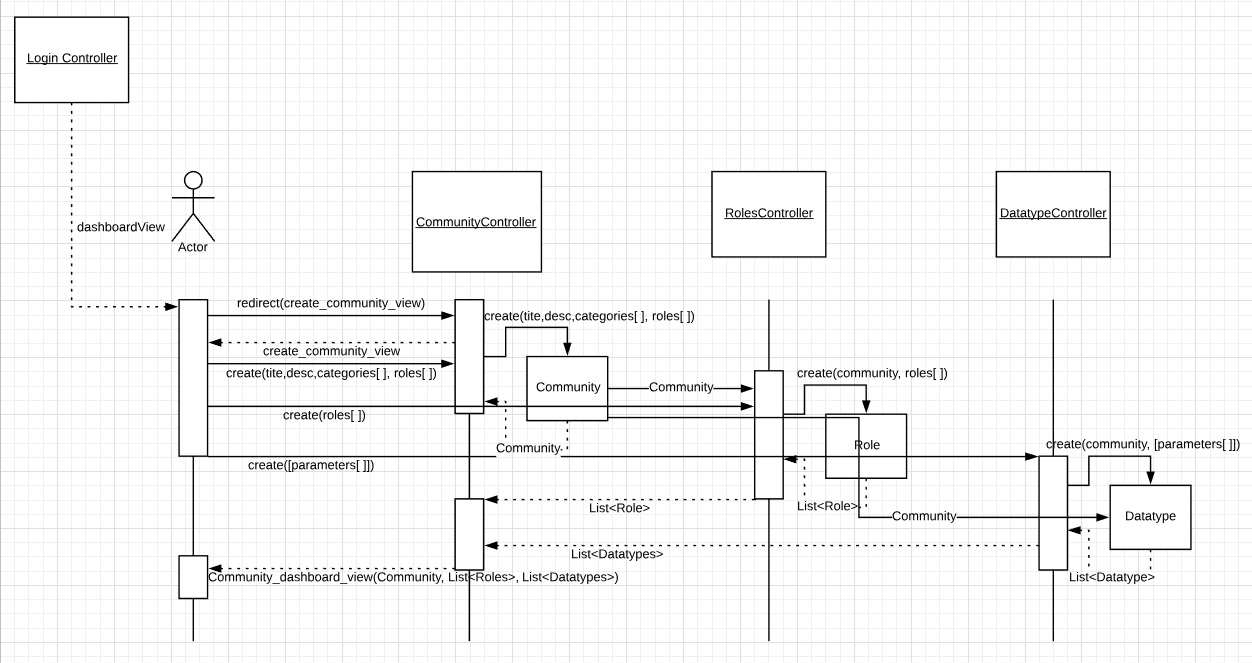 Login Controller
dashboardView
Actor
CommunityController
RolesController
DatatypeController
redirect(create_community_view)
create(tite,desc,categories[ ], roles[ ])
create_community_view
create(tite,desc,categories[ ], roles[ ])
Community
Community
create(community, roles[ ])
create(roles[ ])
Community
Role
create(community, [parameters[ ]])
create([parameters[ ]])
List<Role>
List<Role>
Community
Datatype
List<Datatypes>
List<Datatype>
Community_dashboard_view(Community, List<Roles>, List<Datatypes>)